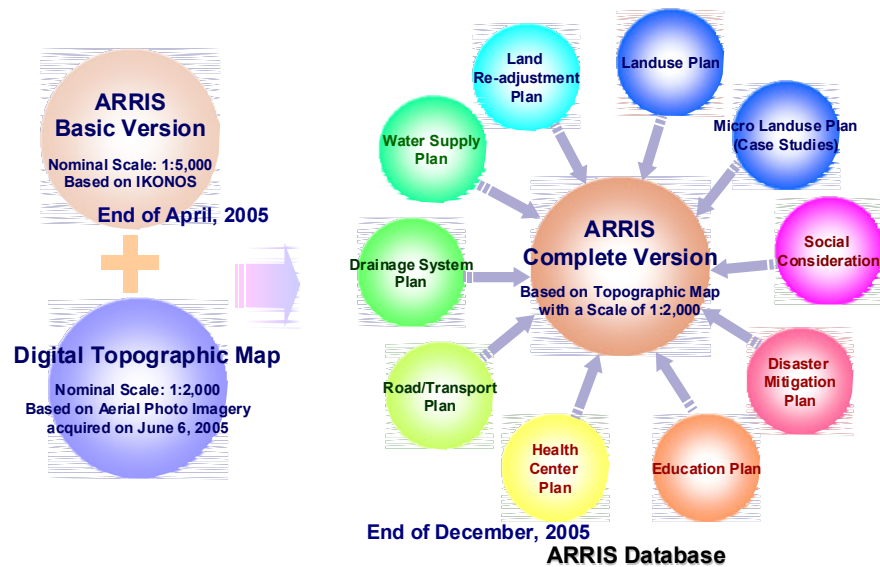 ARRIS
Basic Version
Nominal Scale: 1:5,000
Based on IKONOS
End of April, 2005
Digital Topographic Map
Nominal Scale: 1:2,000
Based on Aerial Photo Imagery
acquired on June 6, 2005
Land
Re-adjustment
Plan
Landuse Plan
Water Supply
Plan
Micro Landuse Plan
(Case Studies)
ARRIS
Complete Version
Based on Topographic Map
with a Scale of 1:2,000
Social
Consideration
Drainage System
Plan
Road/Transport
Plan
Disaster
Mitigation
Plan
Health
Center
Plan
Education Plan
End of December, 2005
ARRIS Database